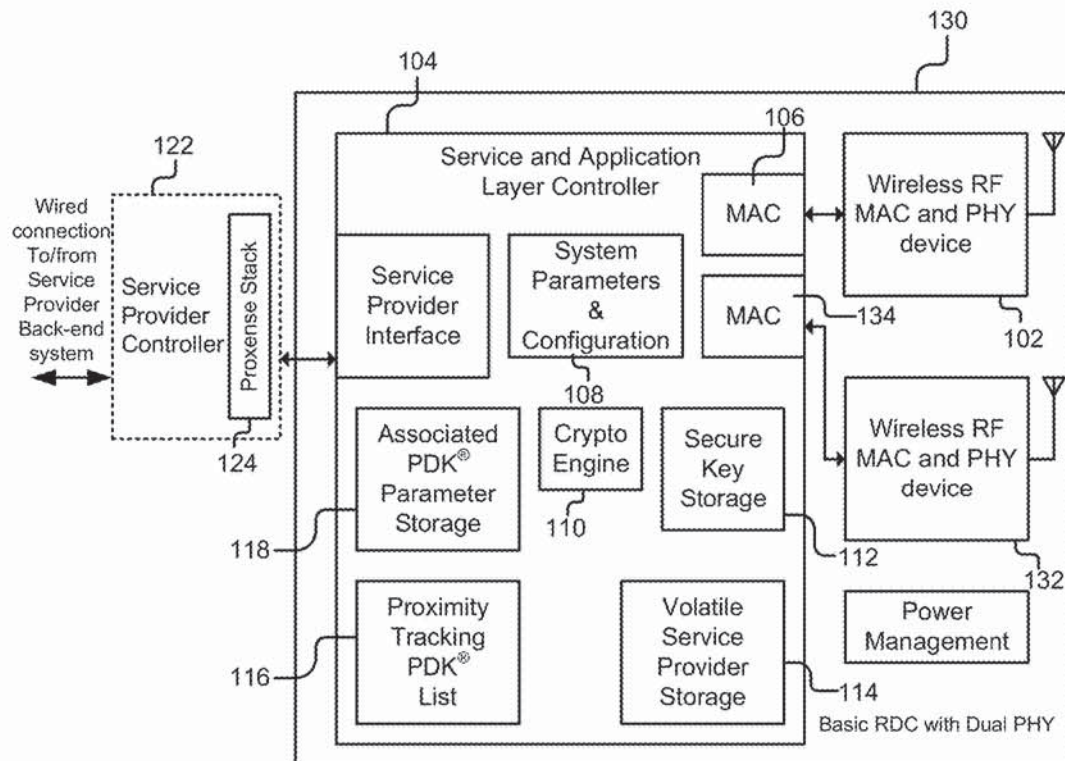 130
104
106
122
Service and Application
Layer Controller
MAC
Wireless RF
MAC and PHY
device
Wired
connection
To/from
Service
Provider
Back-end
system
Service
Provider
Controller
Proxense Stack
Service
Provider
Interface
System
Parameters
&
Configuration
MAC
134
102
108
124
Associated
PDK®
Parameter
Storage
Crypto
Engine
Secure
Key
Storage
Wireless RF
MAC and PHY
device
110
118
112
132
Proximity
Tracking
PDK®
List
Volatile
Service
Provider
Storage
Power
Management
116
114
Basic RDC with Dual PHY